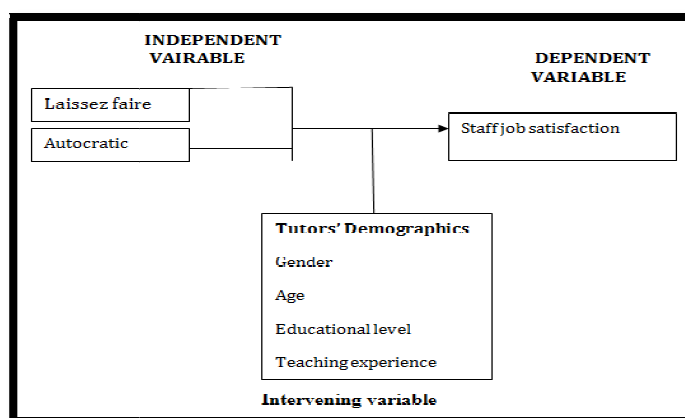 INDEPENDENT
VAIRABLE
DEPENDENT
VARIABLE
Laissez faire
Autocratic
Staff job satisfaction
Tutors' Demographics
Gender
Age
Educational level
Teaching experience
Intervening variable